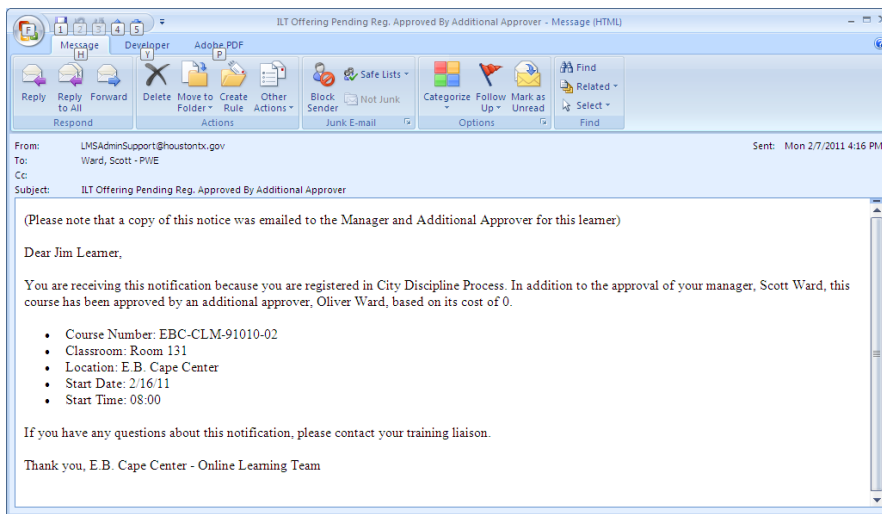 ILT Offering Pending Reg. Approved By Additional Approver - Message (HTML)
F 1 2 3 4 5
Message Developer Adobe PDF
H Y P
Reply Reply to All Forward Delete Move to Folder Create Rule Other Actions Block Sender Safe Lists Not Junk Categorize Follow Up Mark as Unread Find Related Select
Respond Actions Junk E-mail Options Find
From: LMSAdminSupport@houstontx.gov Sent: Mon 2/7/2011 4:16 PM
To: Ward, Scott - PWE
Cc:
Subject: ILT Offering Pending Reg. Approved By Additional Approver
(Please note that a copy of this notice was emailed to the Manager and Additional Approver for this learner)
Dear Jim Learner,
You are receiving this notification because you are registered in City Discipline Process. In addition to the approval of your manager, Scott Ward, this
course has been approved by an additional approver, Oliver Ward, based on its cost of 0.
• Course Number: EBC-CLM-91010-02
• Classroom: Room 131
• Location: E.B. Cape Center
• Start Date: 2/16/11
• Start Time: 08:00
If you have any questions about this notification, please contact your training liaison.
Thank you, E.B. Cape Center - Online Learning Team